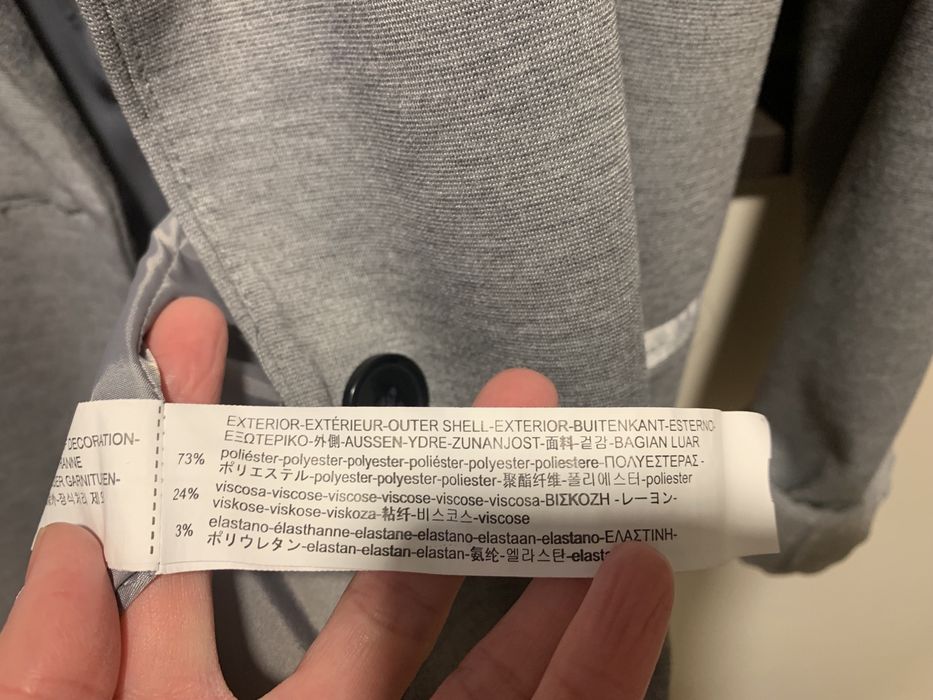 DECORATION-
GARNITUREN-
EXTERIOR-EXTÉRIEUR-OUTER SHELL-EXTERIOR-BUITENKANT-ESTERNO-
ΕΞΩΤΕΡΙΚΟ-外側-AUSSEN-YDRE-ZUNANJOST-面料-겉감-BAGIAN LUAR
73% poliéster-polyester-polyester-poliéster-polyester-poliestere-ΠΟΛΥΕΣΤΕΡΑΣ-
ポリエステル-polyester-polyester-poliester-聚酯纤维-폴리에스터-poliester
24% viscosa-viscose-viscose-viscose-viscose-viscosa-ΒΙΣΚΟΖΗ-レーヨン-
viskose-viskose-viskoza-粘纤-비스코스-viscose
3% elastano-élasthanne-elastane-elastano-elastaan-elastano-ΕΛΑΣΤΙΝΗ-
ポリウレタン-elastan-elastan-elastan-氨纶-엘라스탄-elasta